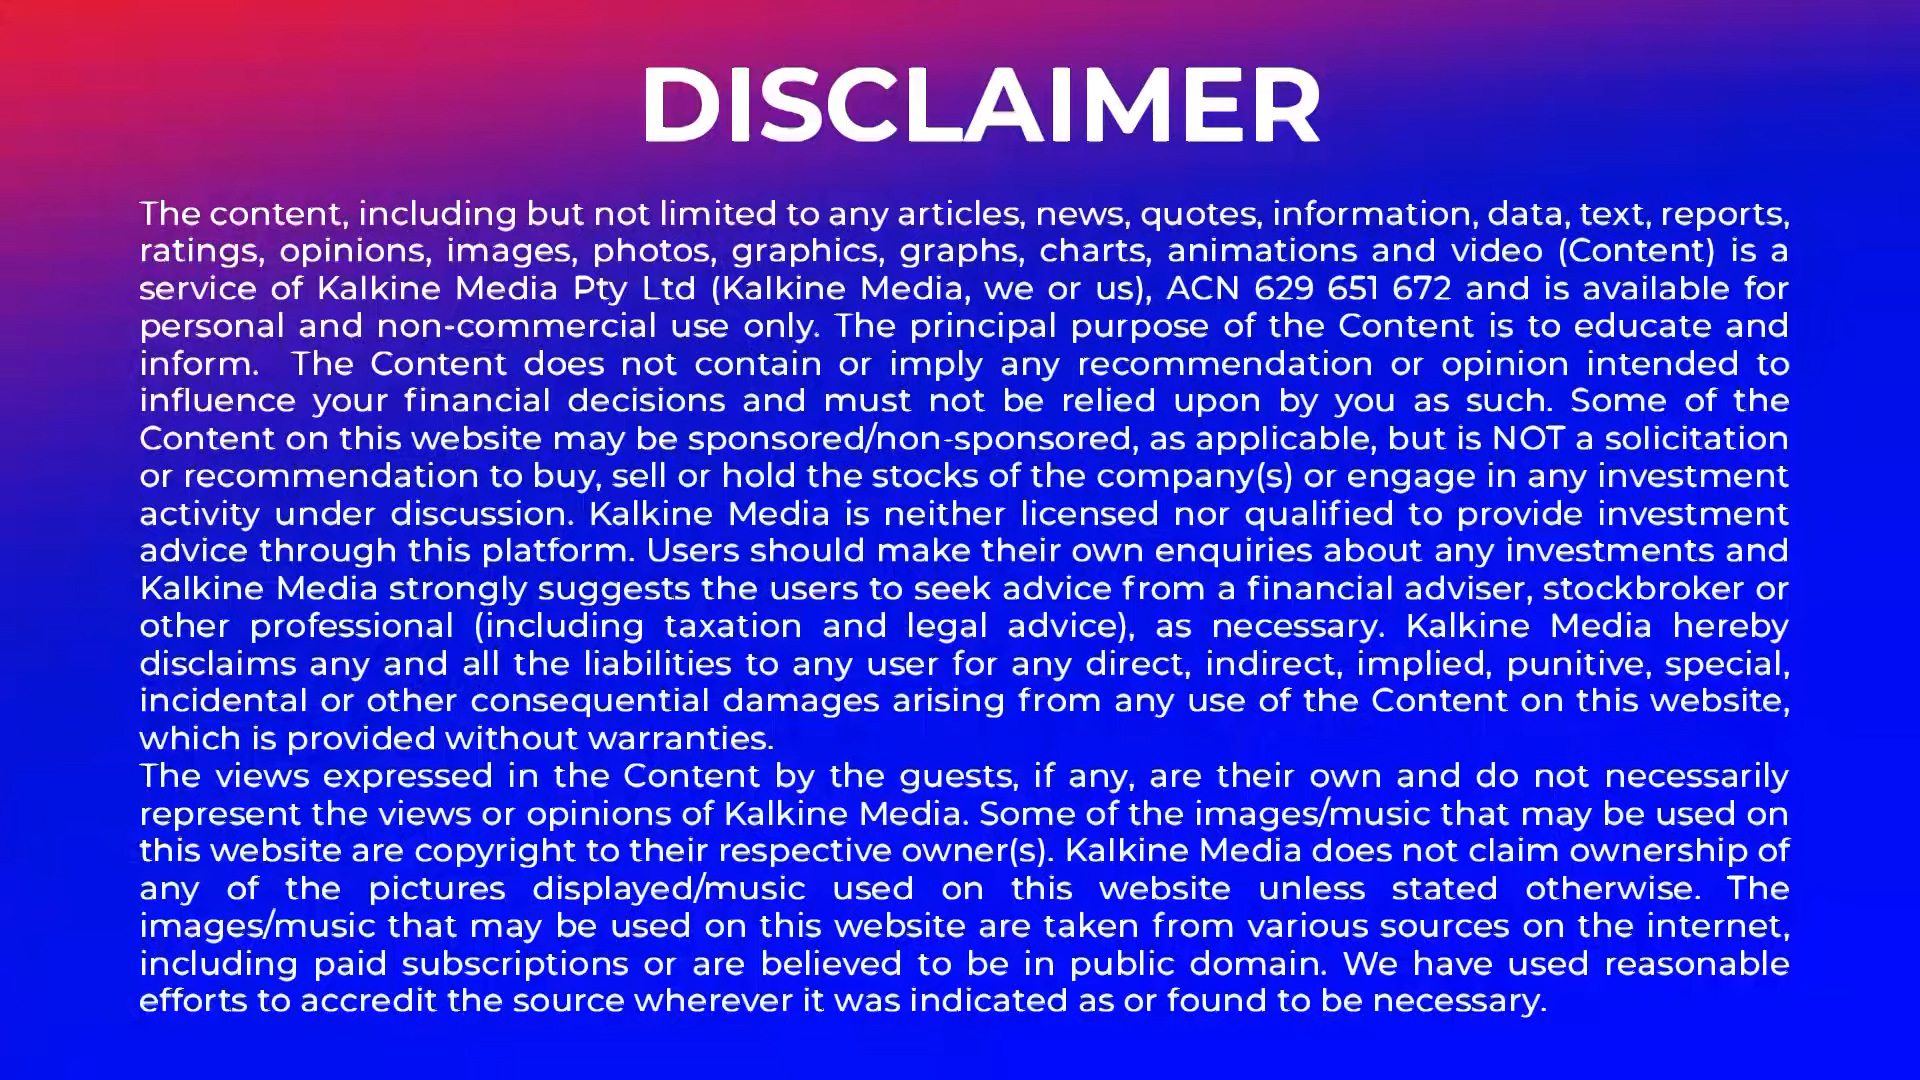 DISCLAIMER
The content, including but not limited to any articles, news, quotes, information, data, text, reports,
ratings, opinions, images, photos, graphics, graphs, charts, animations and video (Content) is a
service of Kalkine Media Pty Ltd (Kalkine Media, we or us), ACN 629 651 672 and is available for
personal and non-commercial use only. The principal purpose of the Content is to educate and
inform. The Content does not contain or imply any recommendation or opinion intended to
influence your financial decisions and must not be relied upon by you as such. Some of the
Content on this website may be sponsored/non-sponsored, as applicable, but is NOT a solicitation
or recommendation to buy, sell or hold the stocks of the company(s) or engage in any investment
activity under discussion. Kalkine Media is neither licensed nor qualified to provide investment
advice through this platform. Users should make their own enquiries about any investments and
Kalkine Media strongly suggests the users to seek advice from a financial adviser, stockbroker or
other professional (including taxation and legal advice), as necessary. Kalkine Media hereby
disclaims any and all the liabilities to any user for any direct, indirect, implied, punitive, special,
incidental or other consequential damages arising from any use of the Content on this website,
which is provided without warranties.
The views expressed in the Content by the guests, if any, are their own and do not necessarily
represent the views or opinions of Kalkine Media. Some of the images/music that may be used on
this website are copyright to their respective owner(s). Kalkine Media does not claim ownership of
any of the pictures displayed/music used on this website unless stated otherwise. The
images/music that may be used on this website are taken from various sources on the internet,
including paid subscriptions or are believed to be in public domain. We have used reasonable
efforts to accredit the source wherever it was indicated as or found to be necessary.